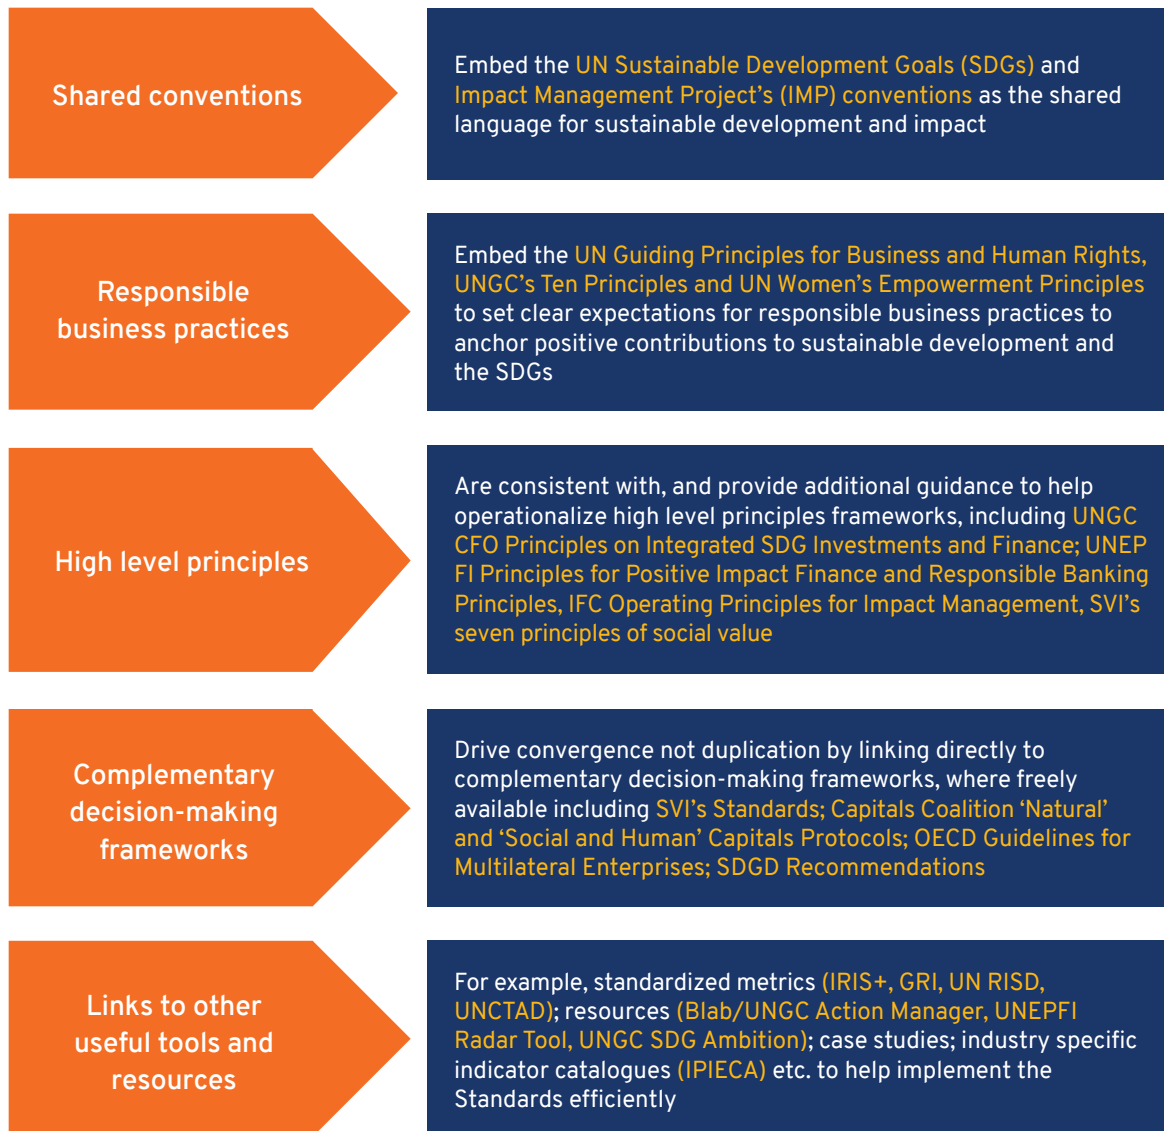 Shared conventions
Embed the UN Sustainable Development Goals (SDGs) and
Impact Management Project’s (IMP) conventions as the shared
language for sustainable development and impact
Responsible
business practices
Embed the UN Guiding Principles for Business and Human Rights,
UNGC’s Ten Principles and UN Women’s Empowerment Principles
to set clear expectations for responsible business practices to
anchor positive contributions to sustainable development and
the SDGs
High level principles
Are consistent with, and provide additional guidance to help
operationalize high level principles frameworks, including UNGC
CFO Principles on Integrated SDG Investments and Finance; UNEP
FI Principles for Positive Impact Finance and Responsible Banking
Principles, IFC Operating Principles for Impact Management, SVI’s
seven principles of social value
Complementary
decision-making
frameworks
Drive convergence not duplication by linking directly to
complementary decision-making frameworks, where freely
available including SVI’s Standards; Capitals Coalition ‘Natural’
and ‘Social and Human’ Capitals Protocols; OECD Guidelines for
Multilateral Enterprises; SDGD Recommendations
Links to other
useful tools and
resources
For example, standardized metrics (IRIS+, GRI, UN RISD,
UNCTAD); resources (Blab/UNGC Action Manager, UNEPFI
Radar Tool, UNGC SDG Ambition); case studies; industry specific
indicator catalogues (IPIECA) etc. to help implement the
Standards efficiently